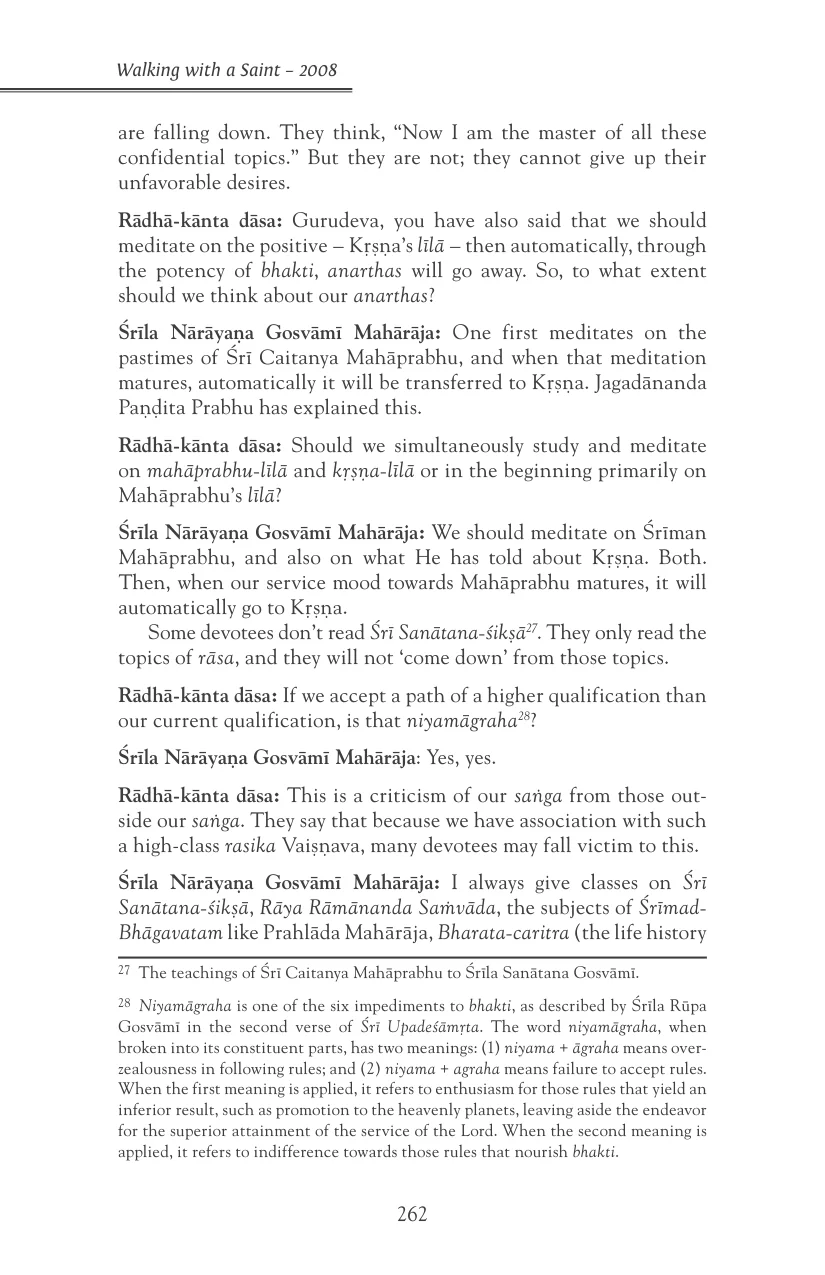 Walking with a Saint – 2008
are falling down. They think, “Now I am the master of all these
confidential topics.” But they are not; they cannot give up their
unfavorable desires.
Rādhā-kānta dāsa: Gurudeva, you have also said that we should
meditate on the positive – Kṛṣṇa’s līlā – then automatically, through
the potency of bhakti, anarthas will go away. So, to what extent
should we think about our anarthas?
Śrīla Nārāyaṇa Gosvāmī Mahārāja: One first meditates on the
pastimes of Śrī Caitanya Mahāprabhu, and when that meditation
matures, automatically it will be transferred to Kṛṣṇa. Jagadānanda
Paṇḍita Prabhu has explained this.
Rādhā-kānta dāsa: Should we simultaneously study and meditate
on mahāprabhu-līlā and kṛṣṇa-līlā or in the beginning primarily on
Mahāprabhu’s līlā?
Śrīla Nārāyaṇa Gosvāmī Mahārāja: We should meditate on Śrīman
Mahāprabhu, and also on what He has told about Kṛṣṇa. Both.
Then, when our service mood towards Mahāprabhu matures, it will
automatically go to Kṛṣṇa.
Some devotees don’t read Śrī Sanātana-śikṣā27. They only read the
topics of rāsa, and they will not ‘come down’ from those topics.
Rādhā-kānta dāsa: If we accept a path of a higher qualification than
our current qualification, is that niyamāgraha28?
Śrīla Nārāyaṇa Gosvāmī Mahārāja: Yes, yes.
Rādhā-kānta dāsa: This is a criticism of our saṅga from those out-
side our saṅga. They say that because we have association with such
a high-class rasika Vaiṣṇava, many devotees may fall victim to this.
Śrīla Nārāyaṇa Gosvāmī Mahārāja: I always give classes on Śrī
Sanātana-śikṣā, Rāya Rāmānanda Saṁvāda, the subjects of Śrīmad-
Bhāgavatam like Prahlāda Mahārāja, Bharata-caritra (the life history
27 The teachings of Śrī Caitanya Mahāprabhu to Śrīla Sanātana Gosvāmī.
28 Niyamāgraha is one of the six impediments to bhakti, as described by Śrīla Rūpa
Gosvāmī in the second verse of Śrī Upadeśāmṛta. The word niyamāgraha, when
broken into its constituent parts, has two meanings: (1) niyama + āgraha means over-
zealousness in following rules; and (2) niyama + agraha means failure to accept rules.
When the first meaning is applied, it refers to enthusiasm for those rules that yield an
inferior result, such as promotion to the heavenly planets, leaving aside the endeavor
for the superior attainment of the service of the Lord. When the second meaning is
applied, it refers to indifference towards those rules that nourish bhakti.
262